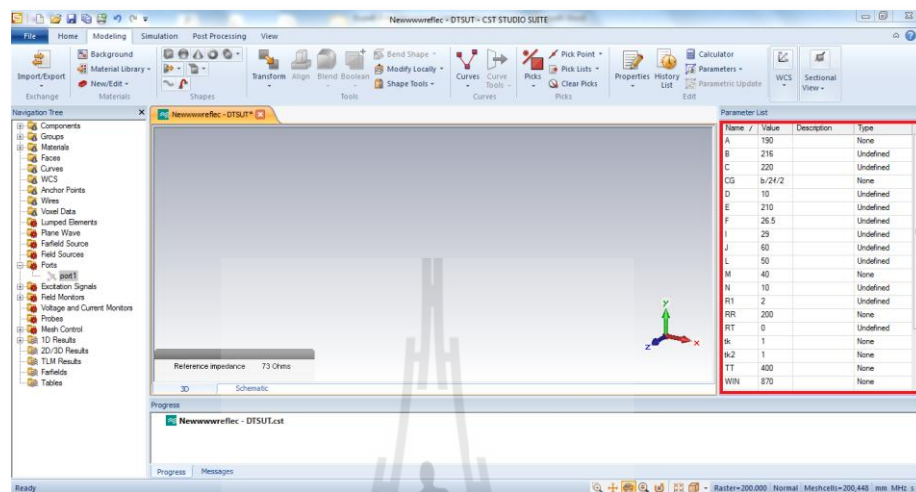 Newwwwreflec - DTSUT - CST STUDIO SUITE
File Home Modeling Simulation Post Processing View
Import/Export
Background
Material Library
New/Edit
Exchange
Materials
Shapes
Transform Align Blend Boolean
Bend Shape
Modify Locally
Shape Tools
Tools
Curves Curve Tools
Curves
Picks
Pick Point
Pick Lists
Clear Picks
Picks
Properties History List
Calculator
Parameters
Parametric Update
Edit
WCS Sectional View
Navigation Tree
Components
Groups
Materials
Faces
Curves
WCS
Anchor Points
Wires
Voxel Data
Lumped Elements
Plane Wave
Farfield Source
Field Sources
Ports
port1
Excitation Signals
Field Monitors
Voltage and Current Monitors
Probes
Mesh Control
1D Results
2D/3D Results
TLM Results
Farfields
Tables
Newwwwreflec - DTSUT*
y
z x
Reference impedance 73 Ohms
3D Schematic
Parameter List
Name / Value Description Type
A 190 None
B 216 Undefined
C 220 Undefined
CG b/24/2 None
D 10 Undefined
E 210 Undefined
F 26.5 Undefined
I 29 Undefined
J 60 Undefined
L 50 Undefined
M 40 None
N 10 Undefined
R1 2 Undefined
RR 200 None
RT 0 Undefined
tk 1 None
tk2 1 None
TT 400 None
WIN 870 None
Progress
Newwwwreflec - DTSUT.cst
Progress Messages
Ready
Raster=200.000 Normal Meshcells=200,448 mm MHz s